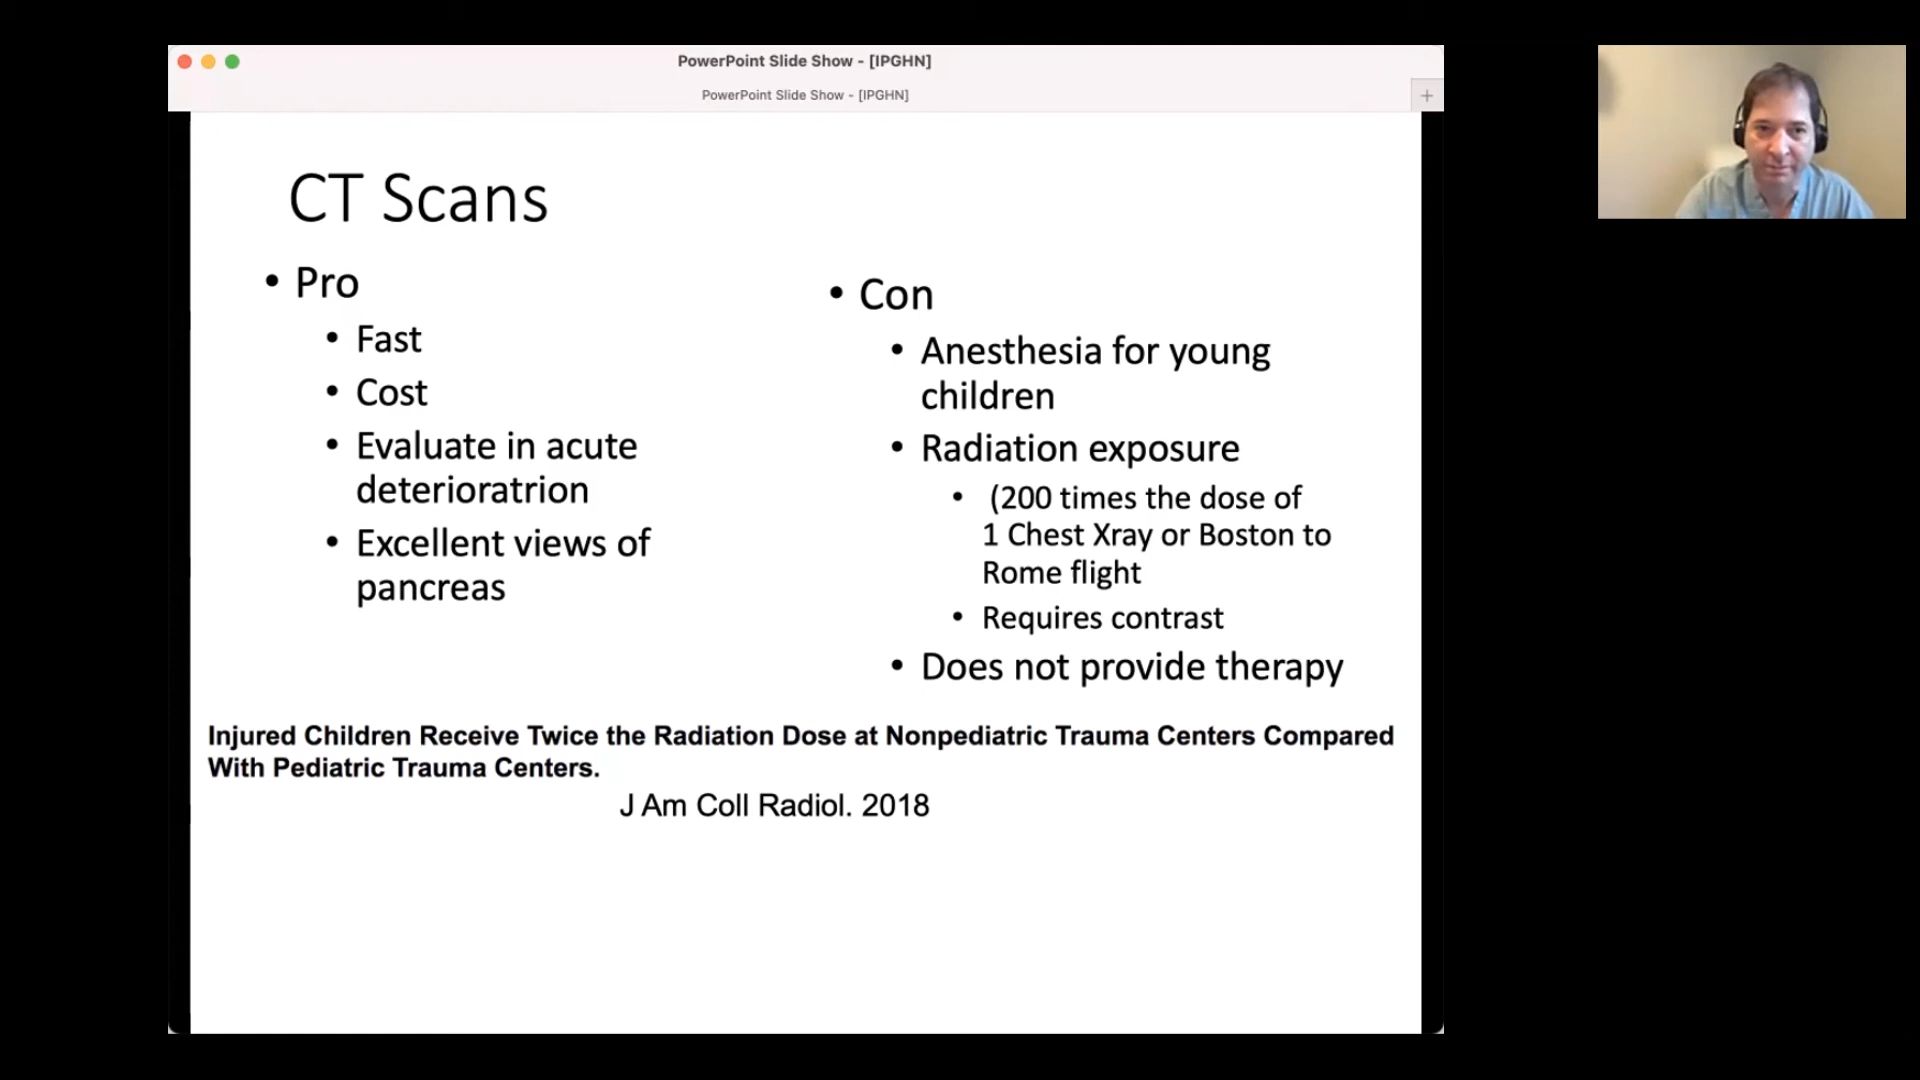 PowerPoint Slide Show - [IPGHN]
PowerPoint Slide Show - [IPGHN]
CT Scans
• Pro
• Fast
• Cost
• Evaluate in acute
deterioratrion
• Excellent views of
pancreas
• Con
• Anesthesia for young
children
• Radiation exposure
• (200 times the dose of
1 Chest Xray or Boston to
Rome flight
• Requires contrast
• Does not provide therapy
Injured Children Receive Twice the Radiation Dose at Nonpediatric Trauma Centers Compared
With Pediatric Trauma Centers.
J Am Coll Radiol. 2018